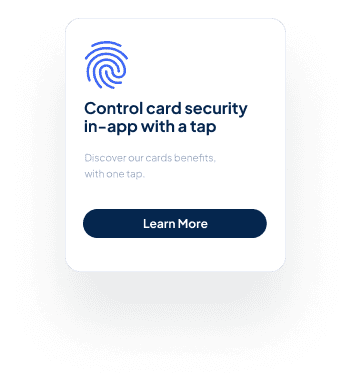 Control card security
in-app with a tap
Discover our cards benefits,
with one tap.
Learn More